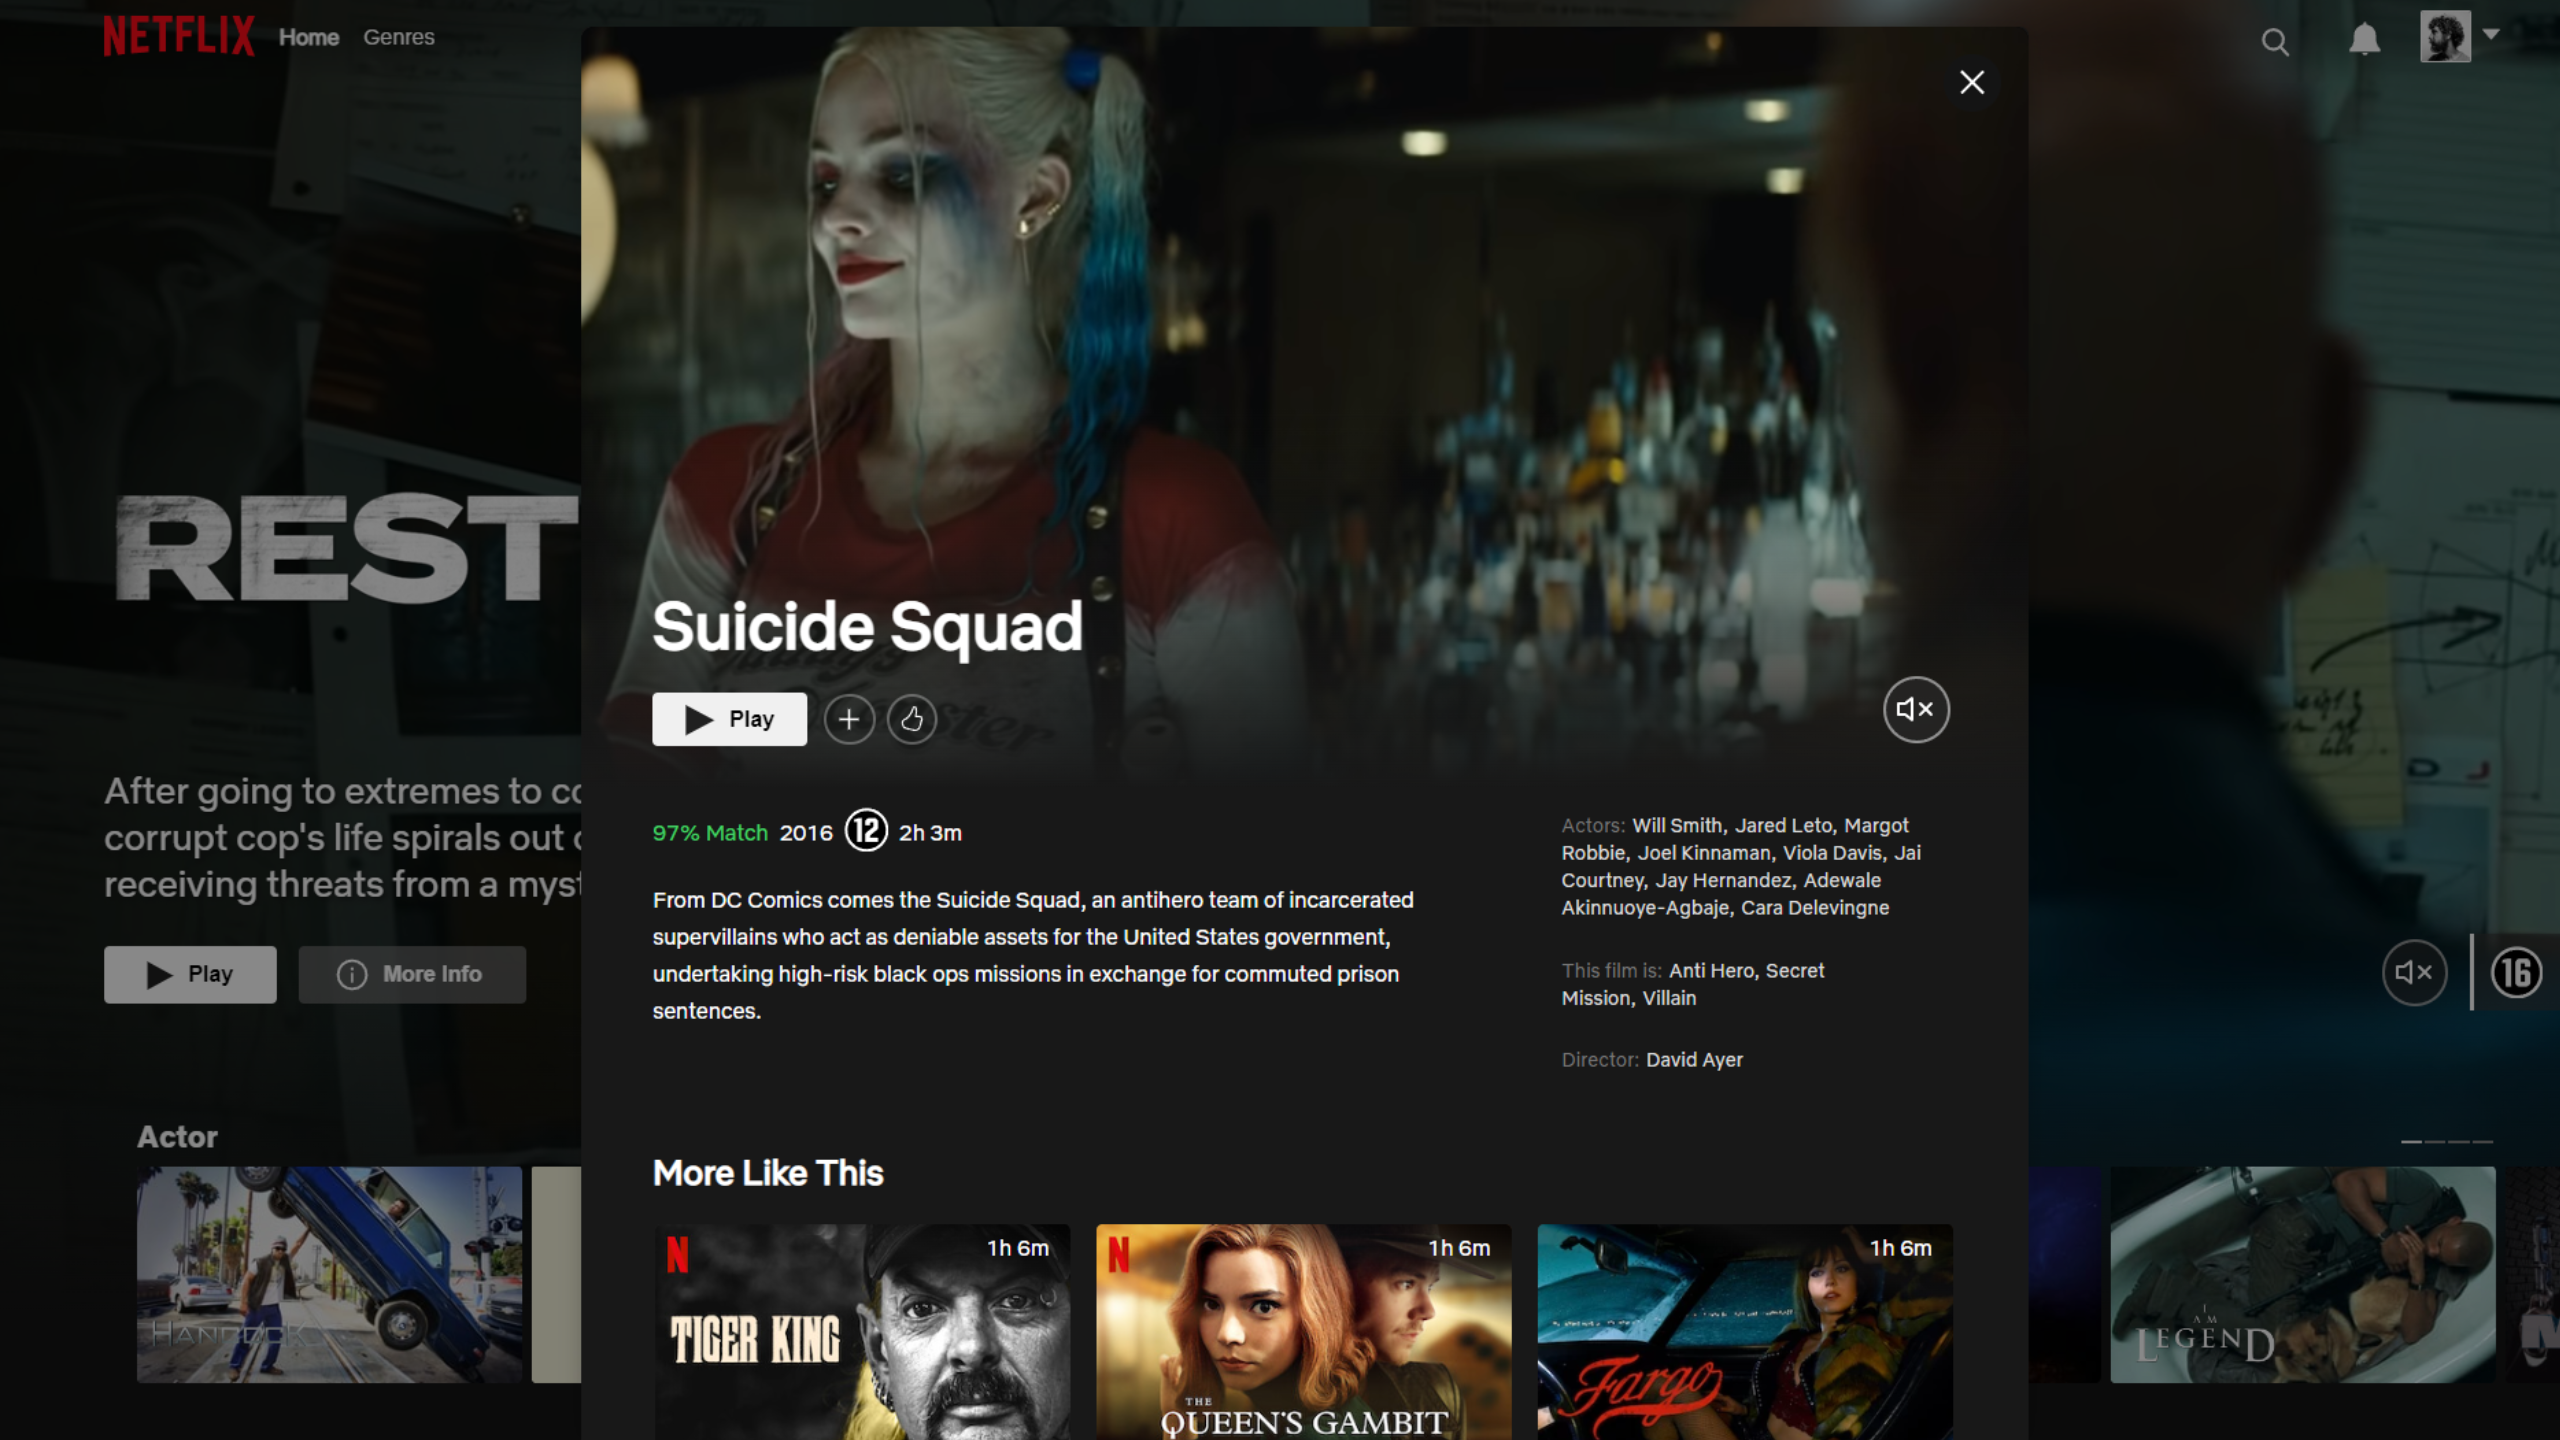 NETFLIX Home Genres
REST
After going to extremes to co
corrupt cop's life spirals out
receiving threats from a myst
Play
More Info
16
Actor
HANCOCK
I
AM
LEGEND
Suicide Squad
Play
97% Match 2016 12 2h 3m
From DC Comics comes the Suicide Squad, an antihero team of incarcerated
supervillains who act as deniable assets for the United States government,
undertaking high-risk black ops missions in exchange for commuted prison
sentences.
Actors: Will Smith, Jared Leto, Margot
Robbie, Joel Kinnaman, Viola Davis, Jai
Courtney, Jay Hernandez, Adewale
Akinnuoye-Agbaje, Cara Delevingne
This film is: Anti Hero, Secret
Mission, Villain
Director: David Ayer
More Like This
N
1h 6m
TIGER KING
N
1h 6m
THE
QUEEN'S GAMBIT
1h 6m
Fargo